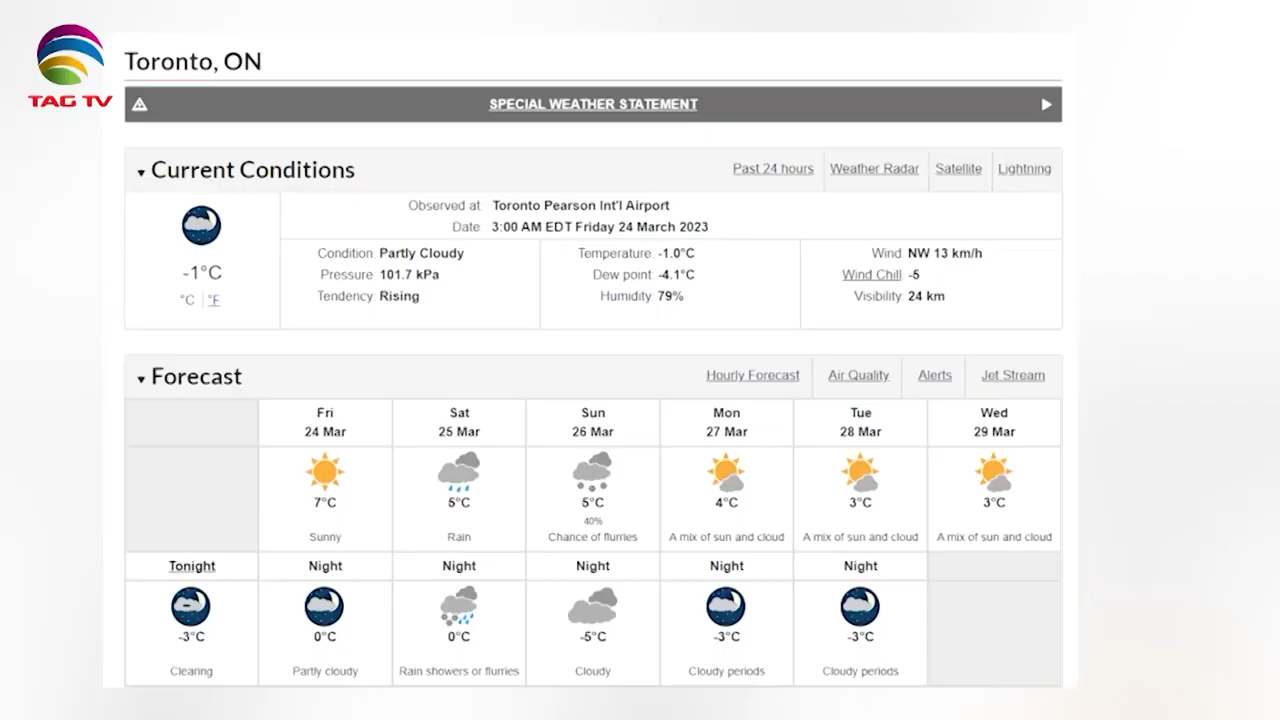 TAG TV
Toronto, ON
SPECIAL WEATHER STATEMENT
Current Conditions
Past 24 hours Weather Radar Satellite Lightning
Observed at: Toronto Pearson Int'l Airport
Date: 3:00 AM EDT Friday 24 March 2023
-1°C
°C °F
Condition: Partly Cloudy
Pressure: 101.7 kPa
Tendency: Rising
Temperature: -1.0°C
Dew point: -4.1°C
Humidity: 79%
Wind: NW 13 km/h
Wind Chill: -5
Visibility: 24 km
Forecast
Hourly Forecast Air Quality Alerts Jet Stream
Fri Sat Sun Mon Tue Wed
24 Mar 25 Mar 26 Mar 27 Mar 28 Mar 29 Mar
7°C 5°C 5°C 4°C 3°C 3°C
40%
Sunny Rain Chance of flurries A mix of sun and cloud A mix of sun and cloud A mix of sun and cloud
Tonight Night Night Night Night Night
-3°C 0°C 0°C -5°C -3°C -3°C
Clearing Partly cloudy Rain showers or flurries Cloudy Cloudy periods Cloudy periods